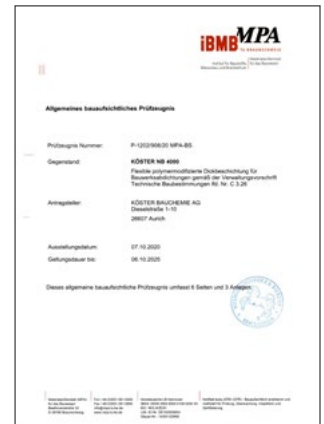 iBMB MPA
TU BRAUNSCHWEIG
Allgemeines bauaufsichtliches Prüfzeugnis
Prüfzeugnis Nummer: P-1202/906/20 MPA-BS
Gegenstand: KÖSTER NB 4000
Flexible polymermodifizierte Dickbeschichtung für
Bauwerksabdichtungen gemäß der Verwaltungsvorschrift
Technische Baubestimmungen lfd. Nr. C 3.26
Antragsteller: KÖSTER BAUCHEMIE AG
Dieselstraße 1-10
26607 Aurich
Ausstellungsdatum: 07.10.2020
Geltungsdauer bis: 06.10.2025
Dieses allgemeine bauaufsichtliche Prüfzeugnis umfasst 6 Seiten und 3 Anlagen.